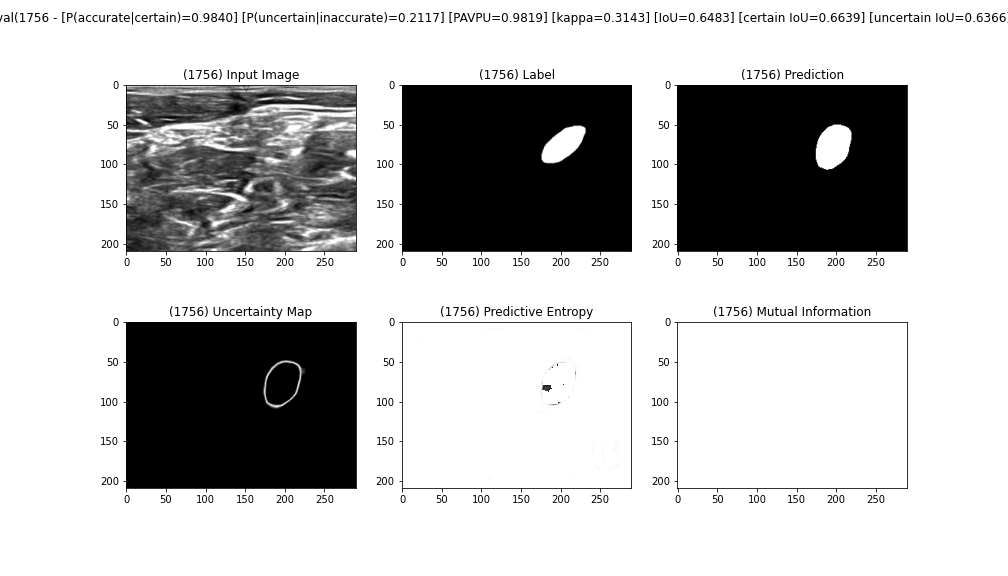 val(1756 - [P(accurate|certain)=0.9840] [P(uncertain|inaccurate)=0.2117] [PAVPU=0.9819] [kappa=0.3143] [IoU=0.6483] [certain IoU=0.6639] [uncertain IoU=0.6366]
(1756) Input Image
0
50
100
150
200
0 50 100 150 200 250
(1756) Label
0
50
100
150
200
0 50 100 150 200 250
(1756) Prediction
0
50
100
150
200
0 50 100 150 200 250
(1756) Uncertainty Map
0
50
100
150
200
0 50 100 150 200 250
(1756) Predictive Entropy
0
50
100
150
200
0 50 100 150 200 250
(1756) Mutual Information
0
50
100
150
200
0 50 100 150 200 250